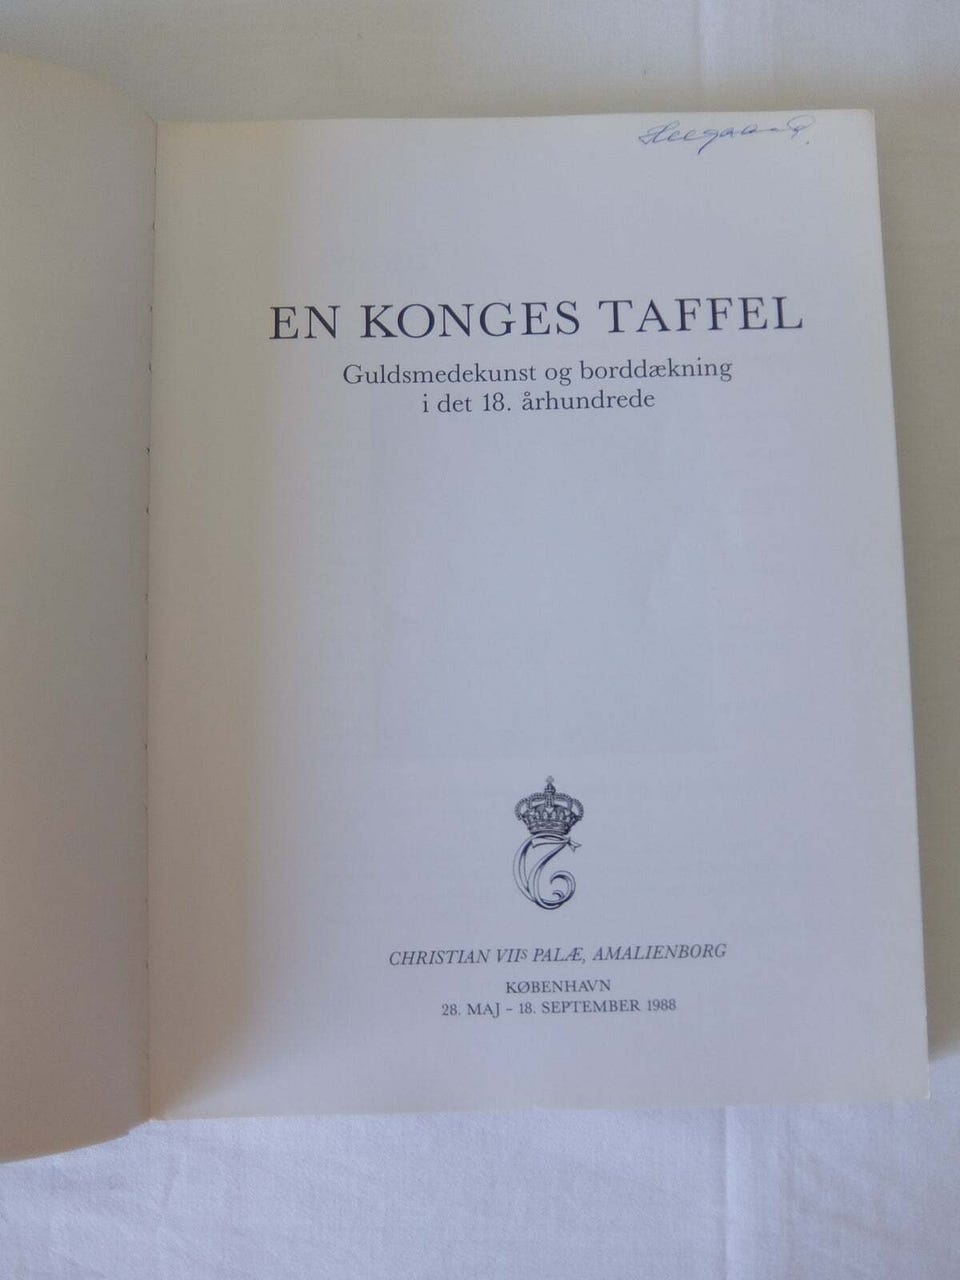 Heegaard.
EN KONGES TAFFEL
Guldsmedekunst og borddækning
i det 18. århundrede
CHRISTIAN VIIs PALÆ, AMALIENBORG
KØBENHAVN
28. MAJ – 18. SEPTEMBER 1988